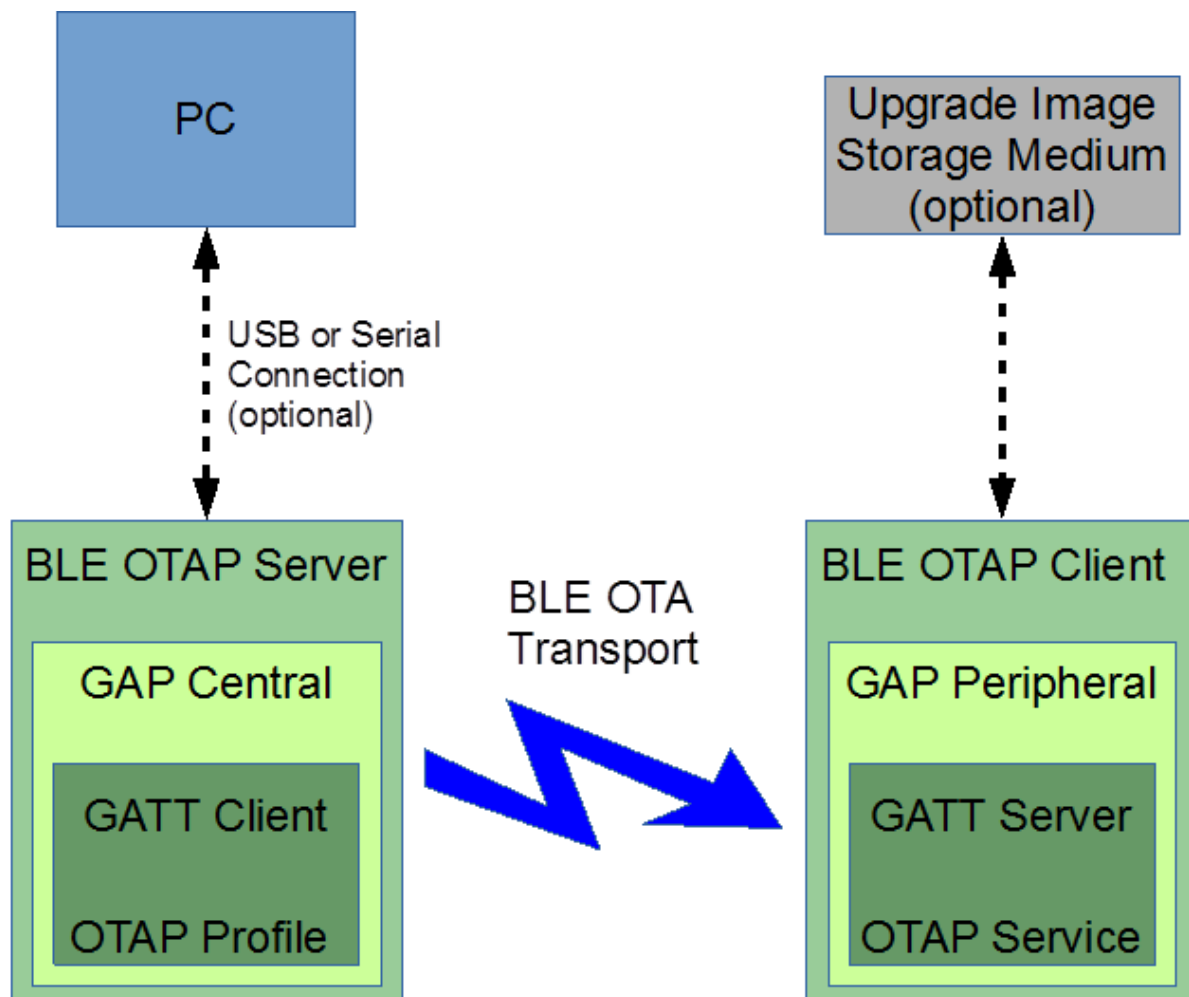 PC
Upgrade Image
Storage Medium
(optional)
USB or Serial
Connection
(optional)
BLE OTAP Server
GAP Central
GATT Client
OTAP Profile
BLE OTA
Transport
BLE OTAP Client
GAP Peripheral
GATT Server
OTAP Service